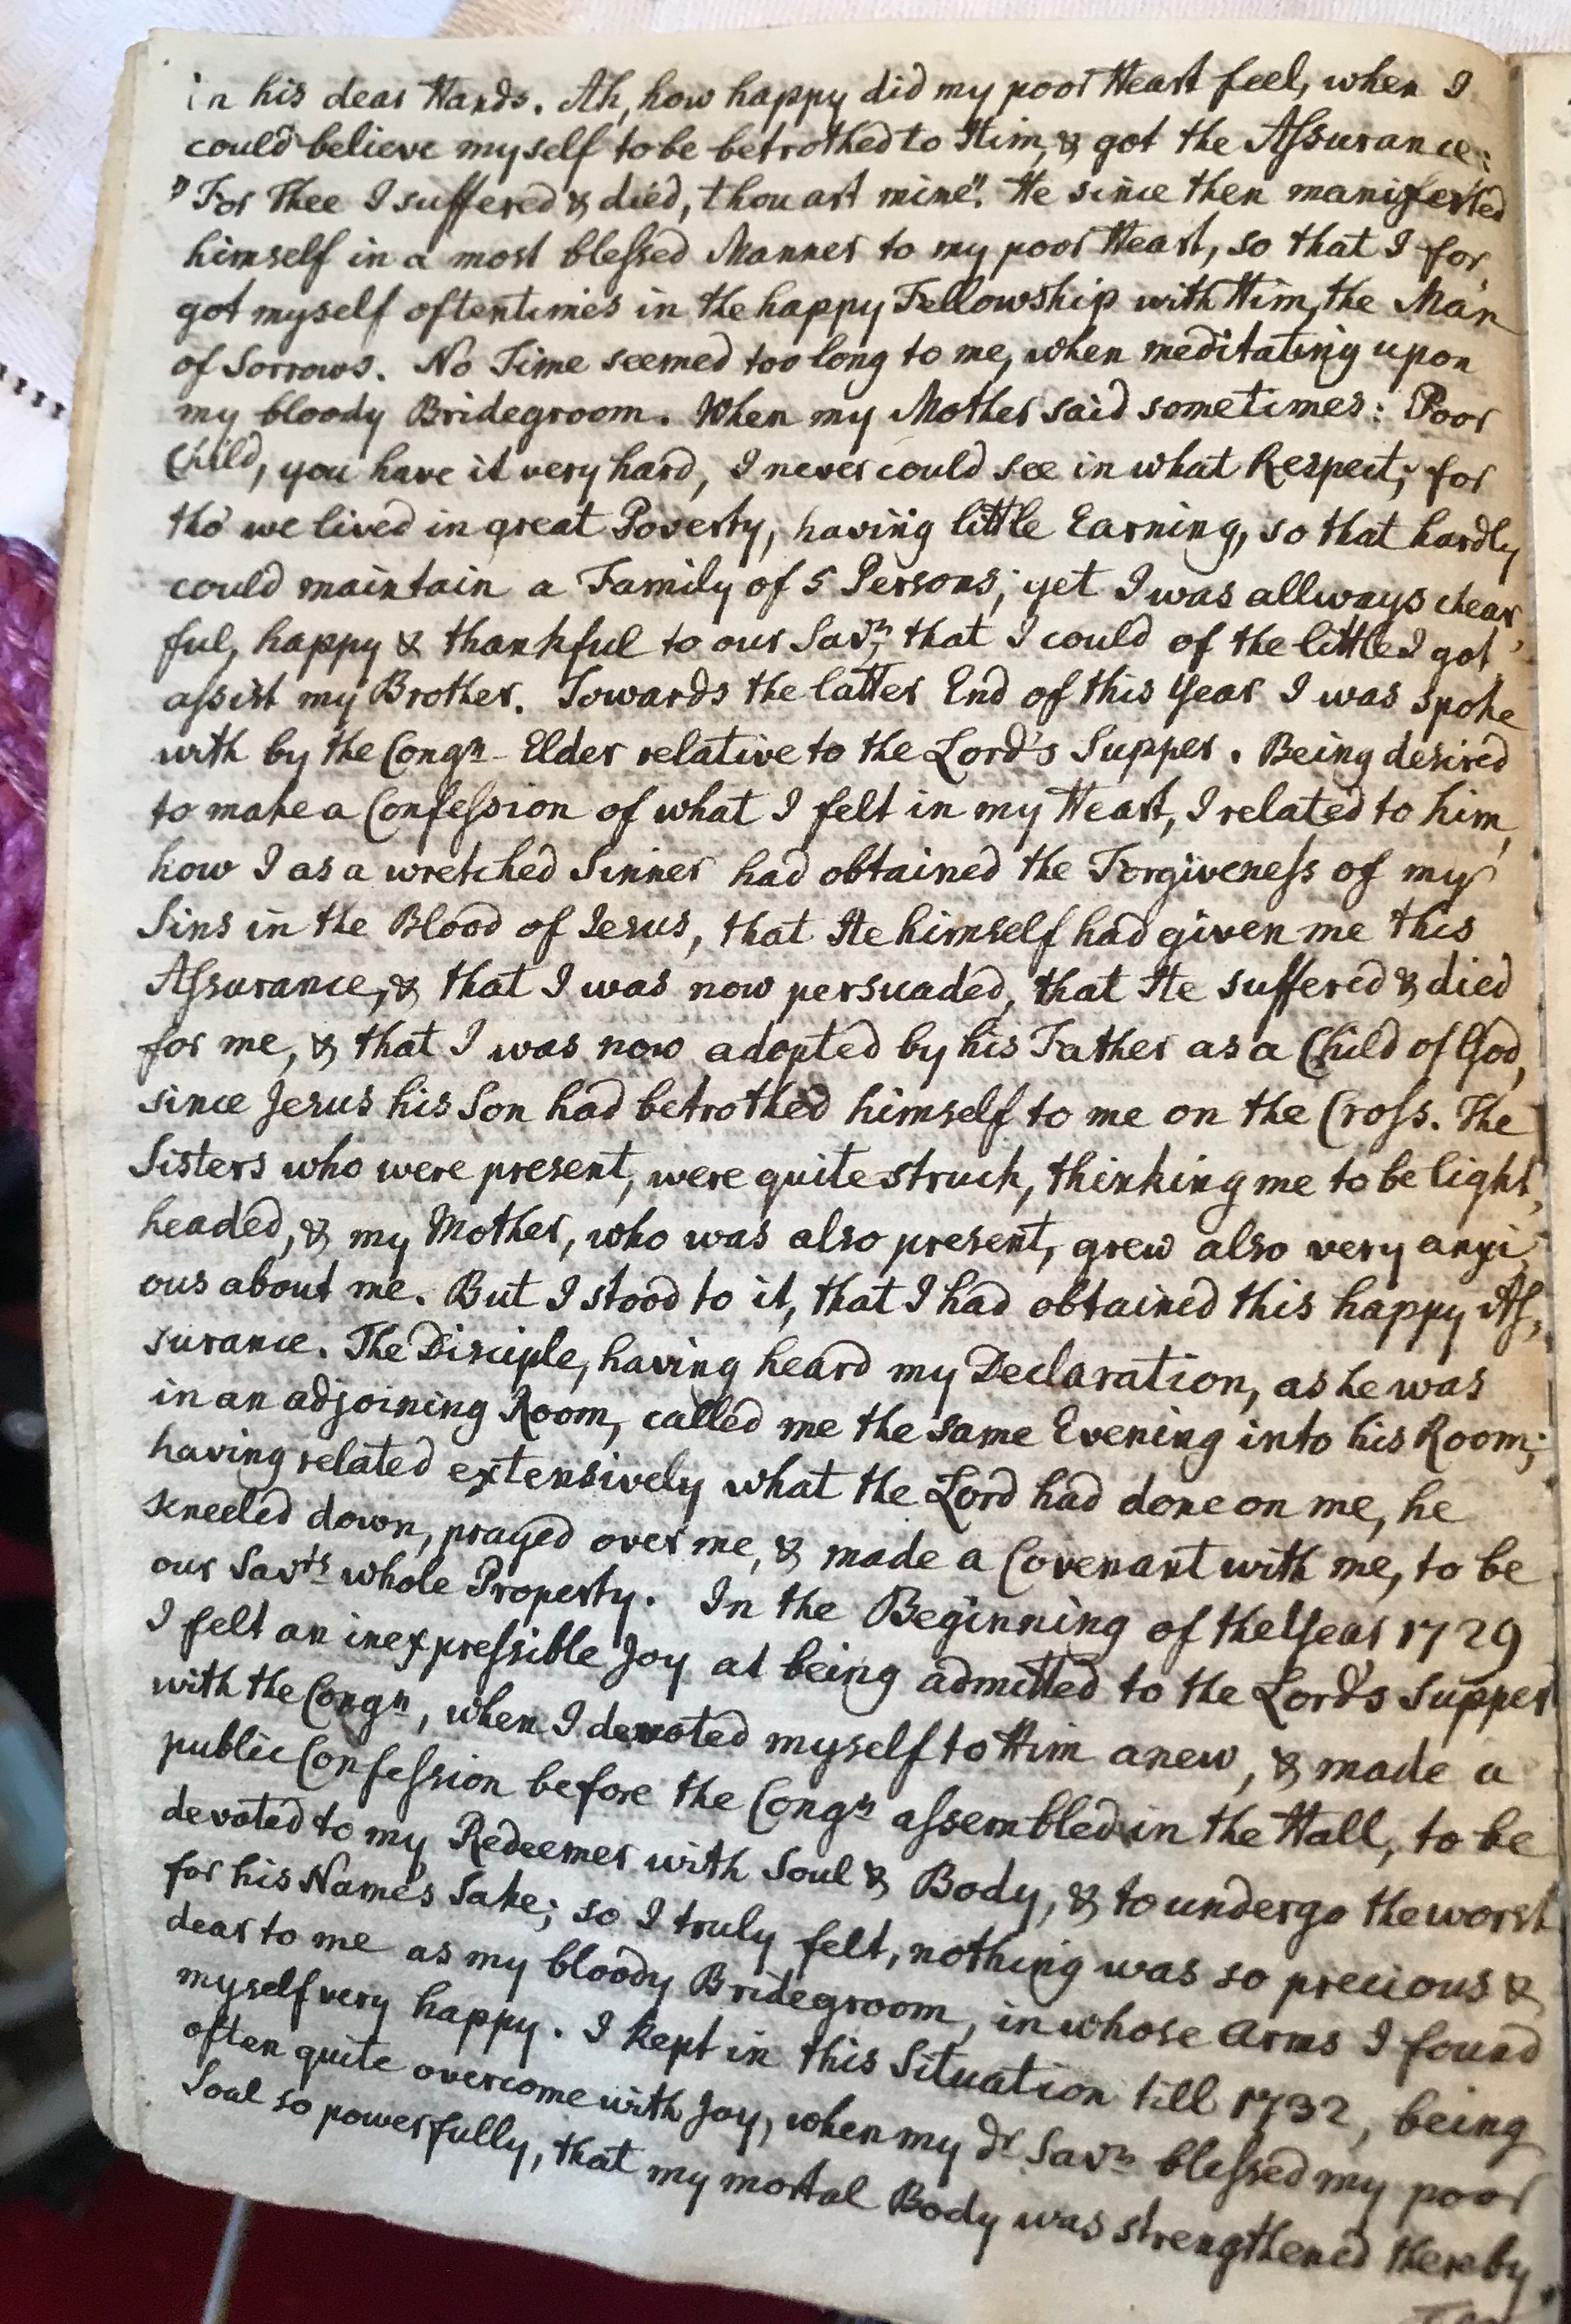 in his dear Hands. Ah, how happy did my poor Heart feel, when I
could believe myself to be betrothed to Him, & got the Aſsurance:
"For Thee I suffered & died, thou art mine". He since then manifested
himself in a most bleſsed Manner to my poor Heart, so that I for,
got myself oftentimes in the happy Fellowship with Him, the Man
of Sorrows. No Time seemed too long to me, when meditating upon
my bloody Bridegroom. When my Mother said sometimes: Poor
Child, you have it very hard, I never could see in what Respect; for
tho' we lived in great Poverty, having little Earning, so that hardly
could maintain a Family of 5 Persons; yet I was allways chear,
ful, happy & thankful to our Savr, that I could of the little I got,
aſsist my Brother. Towards the latter End of this Year I was spoke
with by the Congn- Elder relative to the Lord's Supper. Being desired
to make a Confeſsion of what I felt in my Heart, I related to him,
how I as a wretched Sinner had obtained the Forgiveneſs of my
Sins in the Blood of Jesus, that He himself had given me this
Aſsurance, & that I was now persuaded, that He suffered & died
for me, & that I was now adopted by his Father as a Child of God,
since Jesus his Son had betrothed himself to me on the Croſs. The
Sisters who were present, were quite struck, thinking me to be light,
headed, & my Mother, who was also present, grew also very anxi,
ous about me. But I stood to it, that I had obtained this happy Aſ,
surance. The Disciple, having heard my Declaration, as he was
in an adjoining Room, called me the same Evening into his Room;
having related extensively what the Lord had done on me, he
kneeled down, prayed over me, & made a Covenant with me, to be
our Savrs whole Property. In the Beginning of the Year 1729
I felt an inexpreſsible Joy at being admitted to the Lord's Supper
with the Congn, when I devoted myself to Him anew, & made a
public Confeſsion before the Congn aſsembled in the Hall, to be
devoted to my Redeemer with Soul & Body, & to undergo the worst
for his Name's Sake; so I truly felt, nothing was so precious &
dear to me as my bloody Bridegroom, in whose Arms I found
myself very happy. I kept in this Situation till 1732, being
often quite overcome with Joy, when my dr Savr bleſsed my poor
Soul so powerfully, that my mortal Body was strengthened thereby.